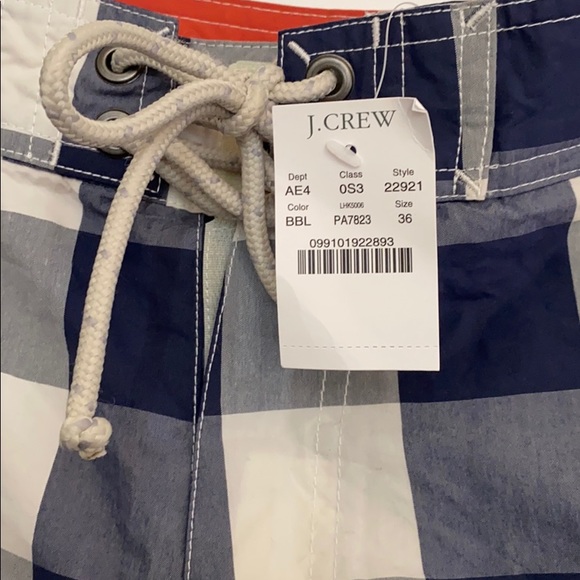 J.CREW
Dept Class Style
AE4 0S3 22921
Color LHK5006 Size
BBL PA7823 36
099101922893